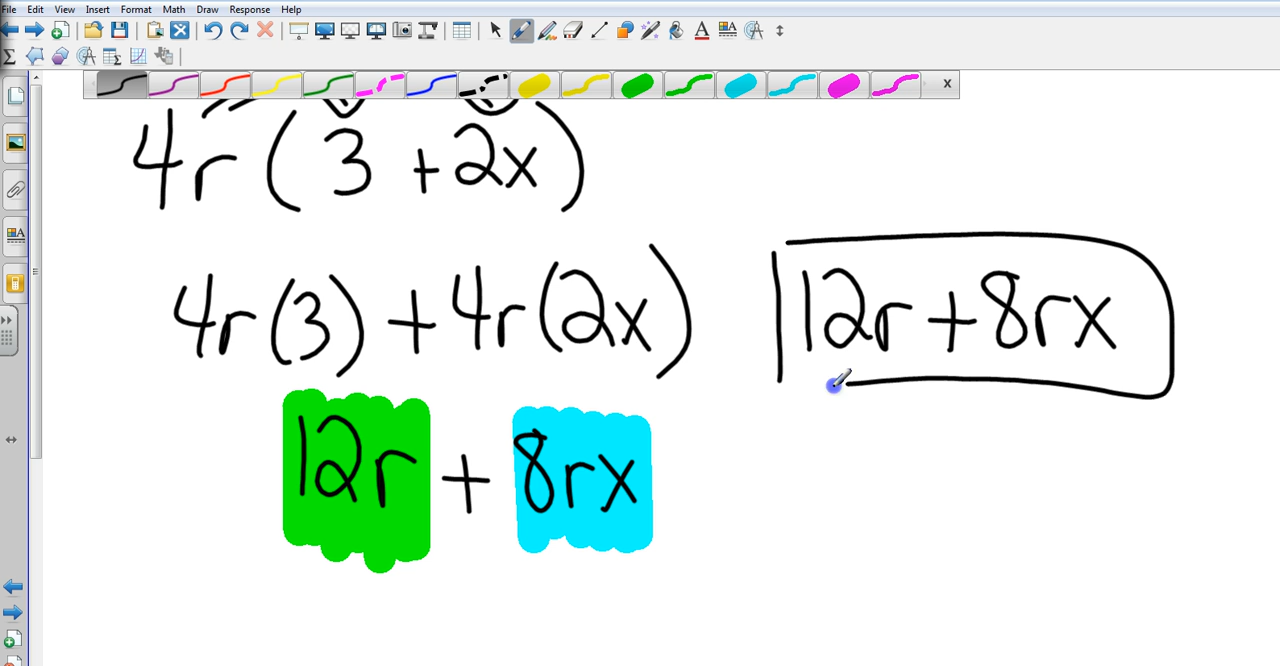 File Edit View Insert Format Math Draw Response Help
4r(3 + 2x)
4r(3) + 4r(2x)
12r + 8rx
12r + 8rx